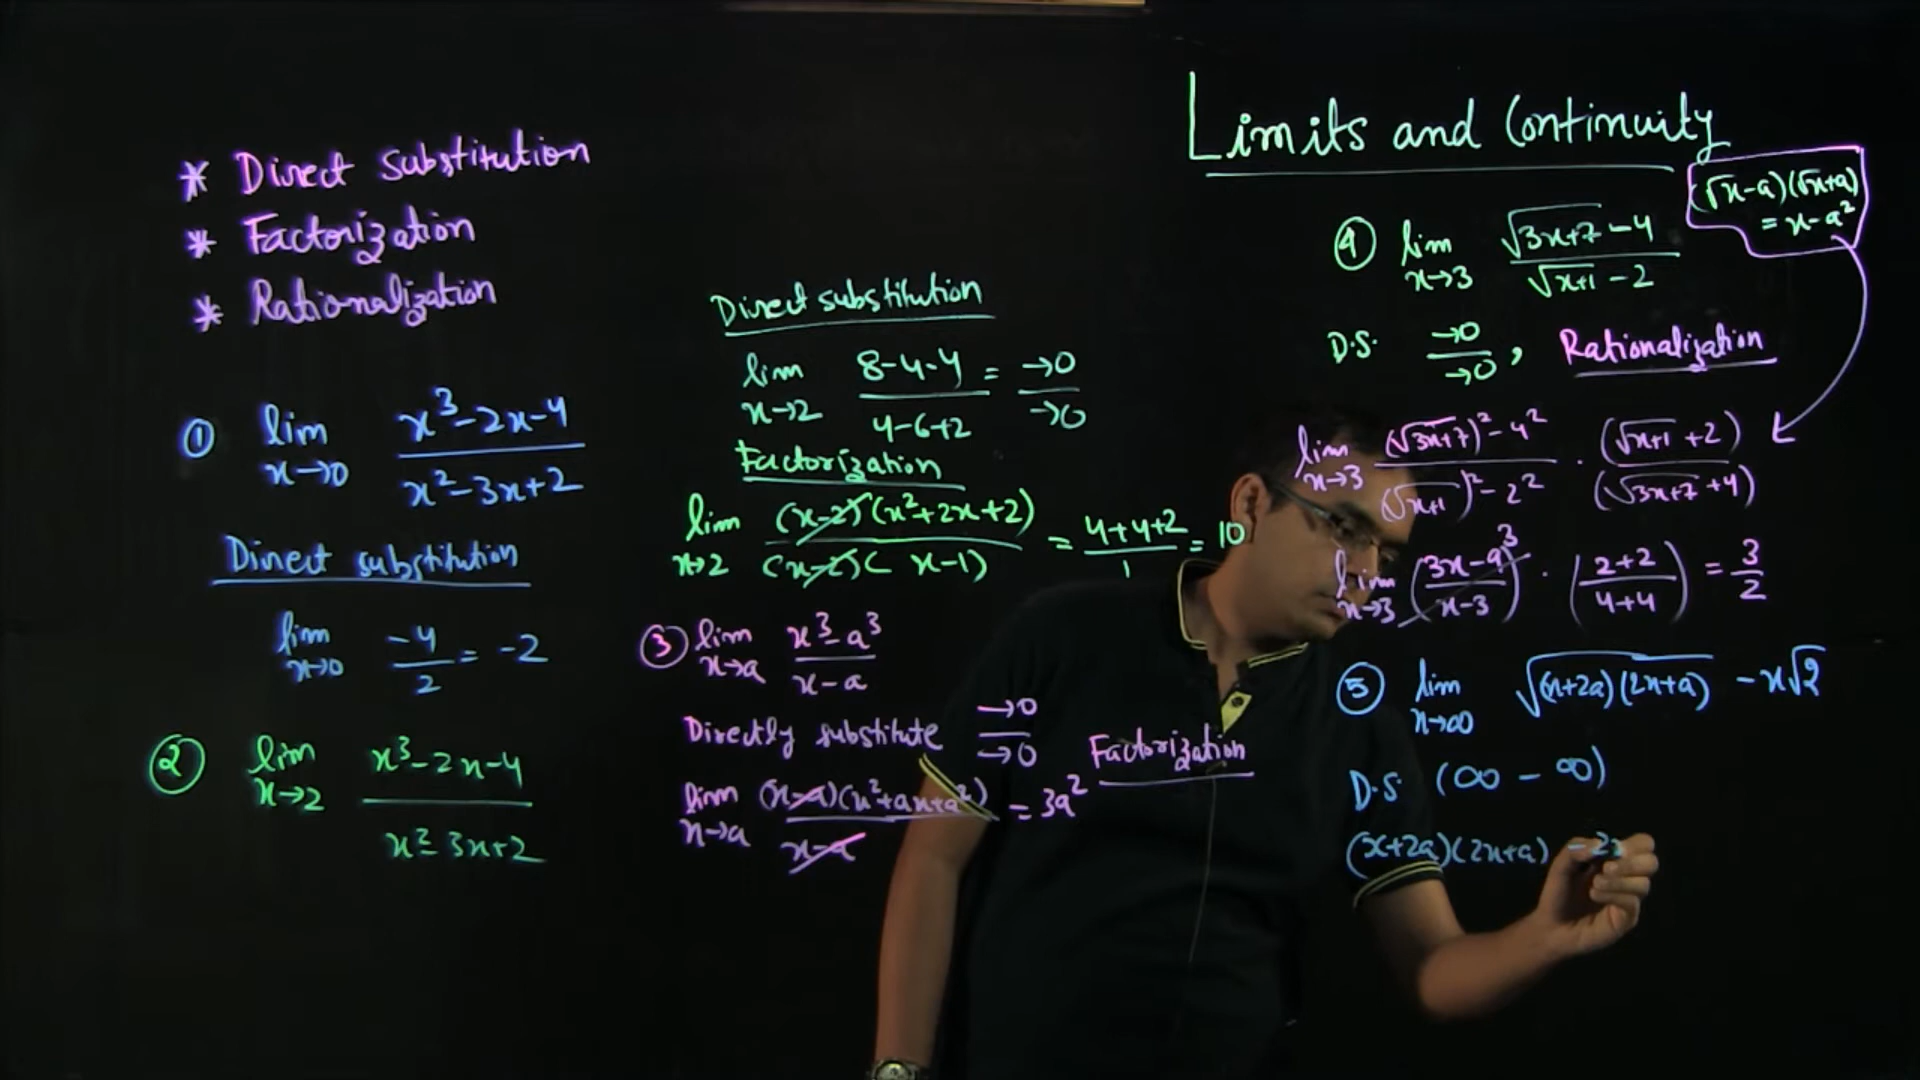 Limits and Continuity
* Direct substitution
* Factorization
* Rationalization
① lim x→0 (x³-2x-4)/(x²-3x+2)
Direct substitution
lim x→0 -4/2 = -2
② lim x→2 (x³-2x-4)/(x²-3x+2)
Direct substitution
lim x→2 (8-4-4)/(4-6+2) = →0/→0
Factorization
lim x→2 (x-2)(x²+2x+2)/(x-2)(x-1) = (4+4+2)/1 = 10
③ lim x→a (x³-a³)/(x-a)
Directly substitute →0/→0 Factorization
lim x→a (x-a)(x²+ax+a²)/(x-a) = 3a²
④ lim x→3 (√(3x+7)-4)/(√(x+1)-2)
(√x-a)(√x+a)
= x-a²
D.S. →0/→0, Rationalization
lim x→3 ((√(3x+7))²-4²)/((√(x+1))²-2²) · (√(x+1)+2)/(√(3x+7)+4)
lim x→3 ((3x-9)/(x-3))³ · ((2+2)/(4+4)) = 3/2
⑤ lim x→∞ √((x+2a)(2x+a)) - x√2
D.S. (∞ - ∞)
(x+2a)(2x+a) - 2x